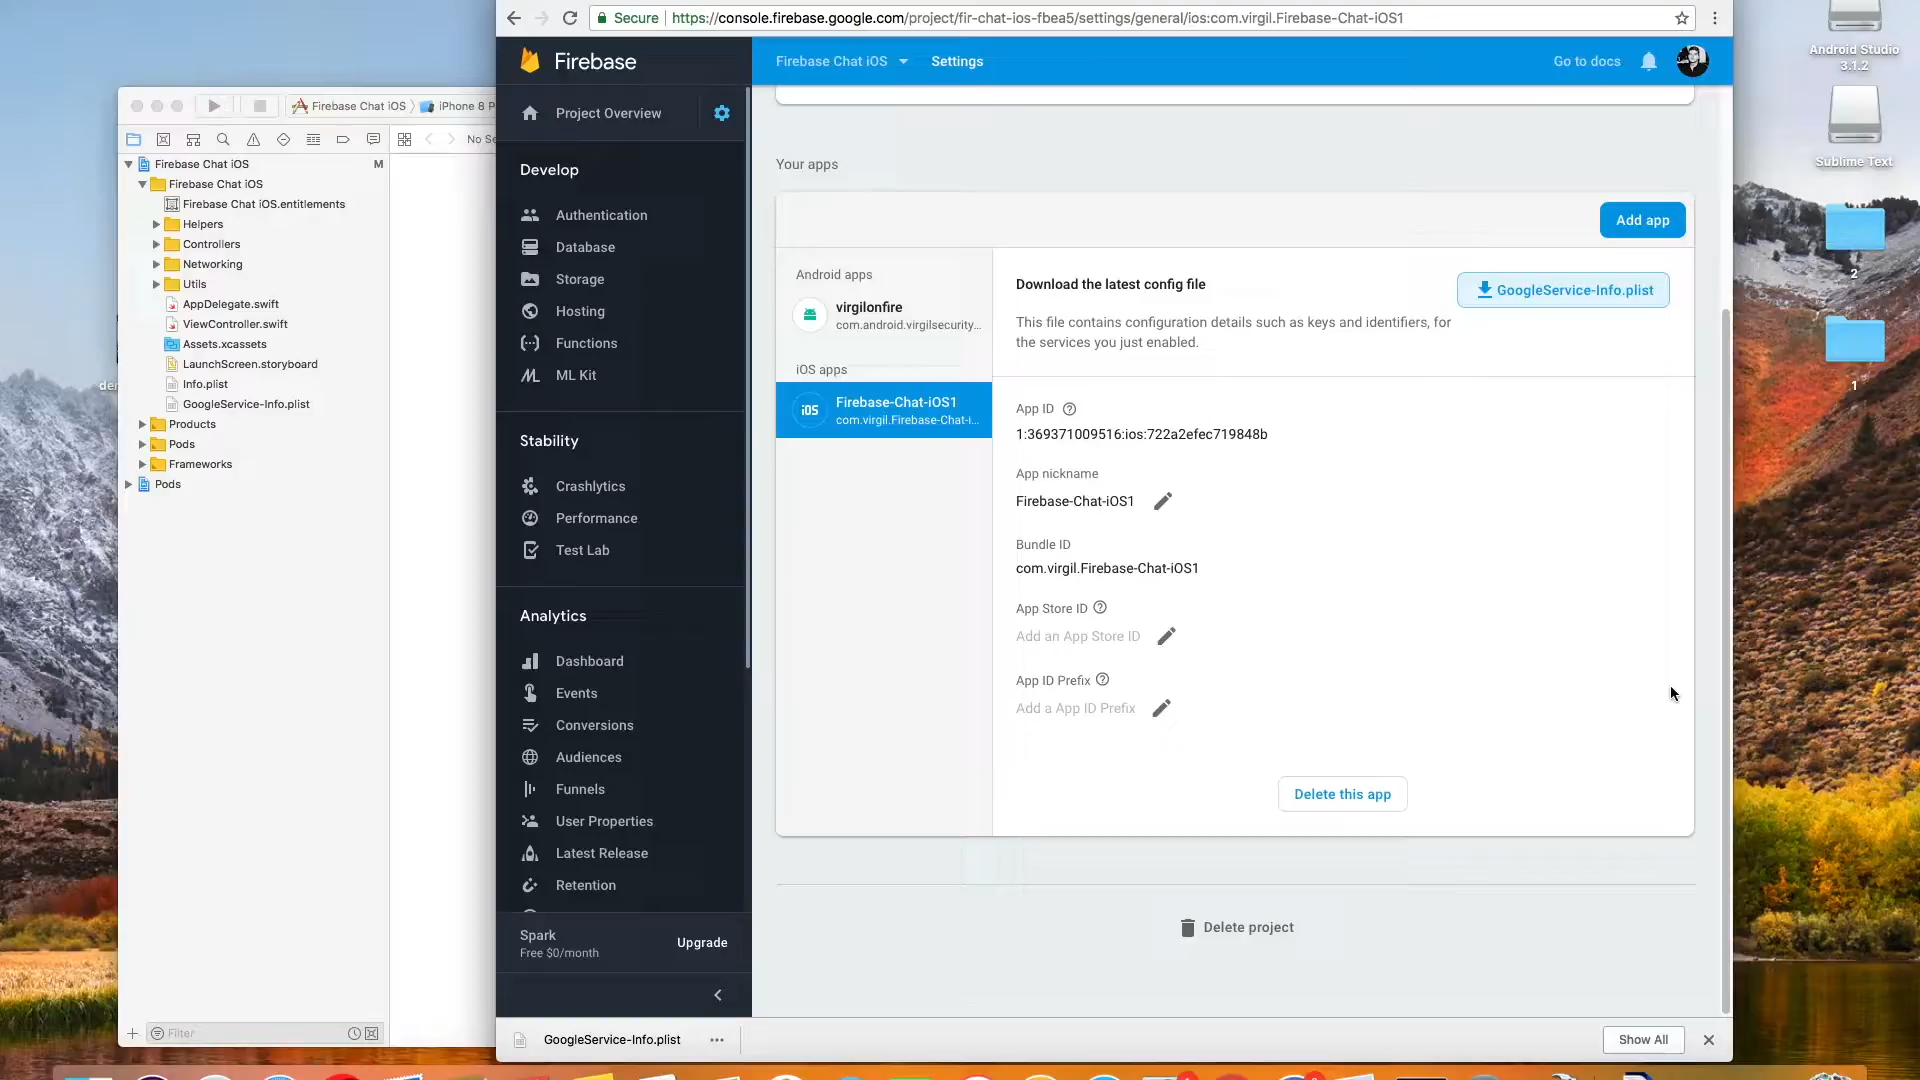 Secure
https://console.firebase.google.com/project/fir-chat-ios-fbea5/settings/general/ios:com.virgil.Firebase-Chat-iOS1
Firebase
Firebase Chat iOS
Settings
Go to docs
Project Overview
Develop
Authentication
Database
Storage
Hosting
Functions
ML Kit
Stability
Crashlytics
Performance
Test Lab
Analytics
Dashboard
Events
Conversions
Audiences
Funnels
User Properties
Latest Release
Retention
Spark
Free $0/month
Upgrade
Your apps
Add app
Android apps
virgilonfire
com.android.virgilsecurity...
iOS apps
iOS
Firebase-Chat-iOS1
com.virgil.Firebase-Chat-i...
Download the latest config file
GoogleService-Info.plist
This file contains configuration details such as keys and identifiers, for
the services you just enabled.
App ID
1:369371009516:ios:722a2efec719848b
App nickname
Firebase-Chat-iOS1
Bundle ID
com.virgil.Firebase-Chat-iOS1
App Store ID
Add an App Store ID
App ID Prefix
Add a App ID Prefix
Delete this app
Delete project
GoogleService-Info.plist
Show All
Firebase Chat iOS
iPhone 8 P
No Se
Firebase Chat iOS
M
Firebase Chat iOS
Firebase Chat iOS.entitlements
Helpers
Controllers
Networking
Utils
AppDelegate.swift
ViewController.swift
Assets.xcassets
LaunchScreen.storyboard
Info.plist
GoogleService-Info.plist
Products
Pods
Frameworks
Pods
Filter
Android Studio
3.1.2
Sublime Text
2
1